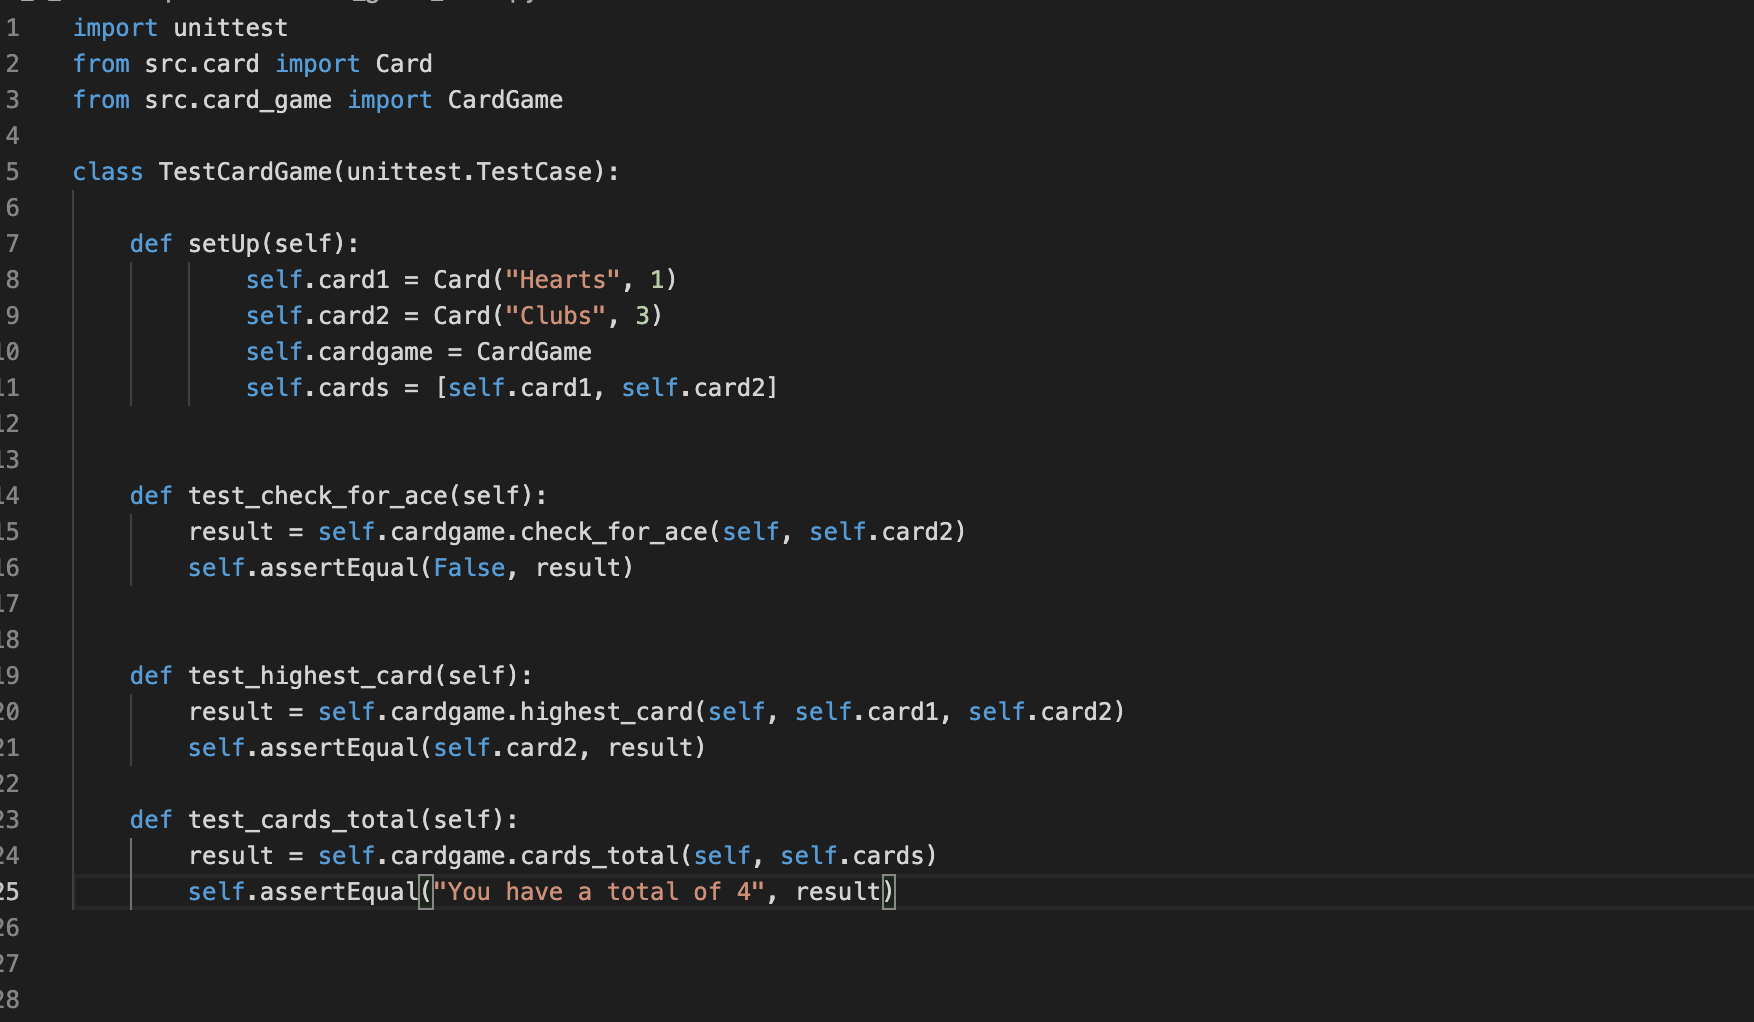 1 import unittest
2 from src.card import Card
3 from src.card_game import CardGame
4
5 class TestCardGame(unittest.TestCase):
6
7 def setUp(self):
8 self.card1 = Card("Hearts", 1)
9 self.card2 = Card("Clubs", 3)
10 self.cardgame = CardGame
11 self.cards = [self.card1, self.card2]
12
13
14 def test_check_for_ace(self):
15 result = self.cardgame.check_for_ace(self, self.card2)
16 self.assertEqual(False, result)
17
18
19 def test_highest_card(self):
20 result = self.cardgame.highest_card(self, self.card1, self.card2)
21 self.assertEqual(self.card2, result)
22
23 def test_cards_total(self):
24 result = self.cardgame.cards_total(self, self.cards)
25 self.assertEqual("You have a total of 4", result)
26
27
28